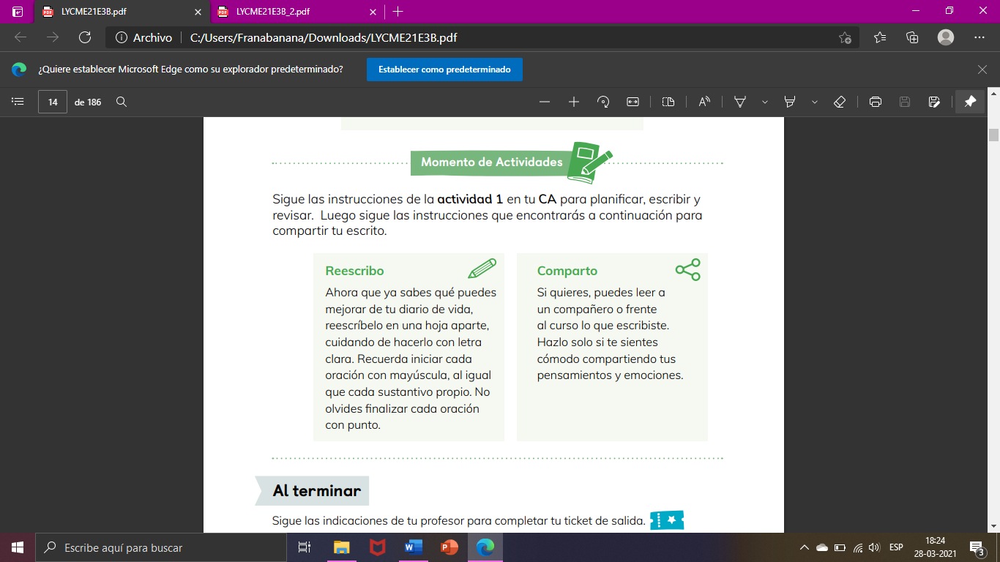 LYCME21E3B.pdf
LYCME21E3B_2.pdf
Archivo
C:/Users/Franabanana/Downloads/LYCME21E3B.pdf
¿Quiere establecer Microsoft Edge como su explorador predeterminado?
Establecer como predeterminado
14 de 186
Momento de Actividades
Sigue las instrucciones de la actividad 1 en tu CA para planificar, escribir y
revisar. Luego sigue las instrucciones que encontrarás a continuación para
compartir tu escrito.
Reescribo
Ahora que ya sabes qué puedes
mejorar de tu diario de vida,
reescríbelo en una hoja aparte,
cuidando de hacerlo con letra
clara. Recuerda iniciar cada
oración con mayúscula, al igual
que cada sustantivo propio. No
olvides finalizar cada oración
con punto.
Comparto
Si quieres, puedes leer a
un compañero o frente
al curso lo que escribiste.
Hazlo solo si te sientes
cómodo compartiendo tus
pensamientos y emociones.
Al terminar
Sigue las indicaciones de tu profesor para completar tu ticket de salida.
Escribe aquí para buscar
ESP
18:24
28-03-2021
3